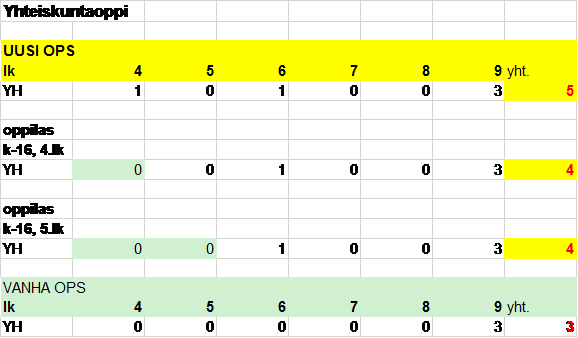 Yhteiskuntaoppi
UUSI OPS
lk 4 5 6 7 8 9 yht.
YH 1 0 1 0 0 3 5
oppilas
k-16, 4.lk
YH 0 0 1 0 0 3 4
oppilas
k-16, 5.lk
YH 0 0 1 0 0 3 4
VANHA OPS
lk 4 5 6 7 8 9 yht.
YH 0 0 0 0 0 3 3